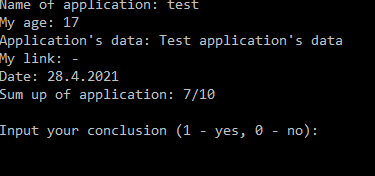 Name of application: test
My age: 17
Application's data: Test application's data
My link: -
Date: 28.4.2021
Sum up of application: 7/10
Input your conclusion (1 - yes, 0 - no):